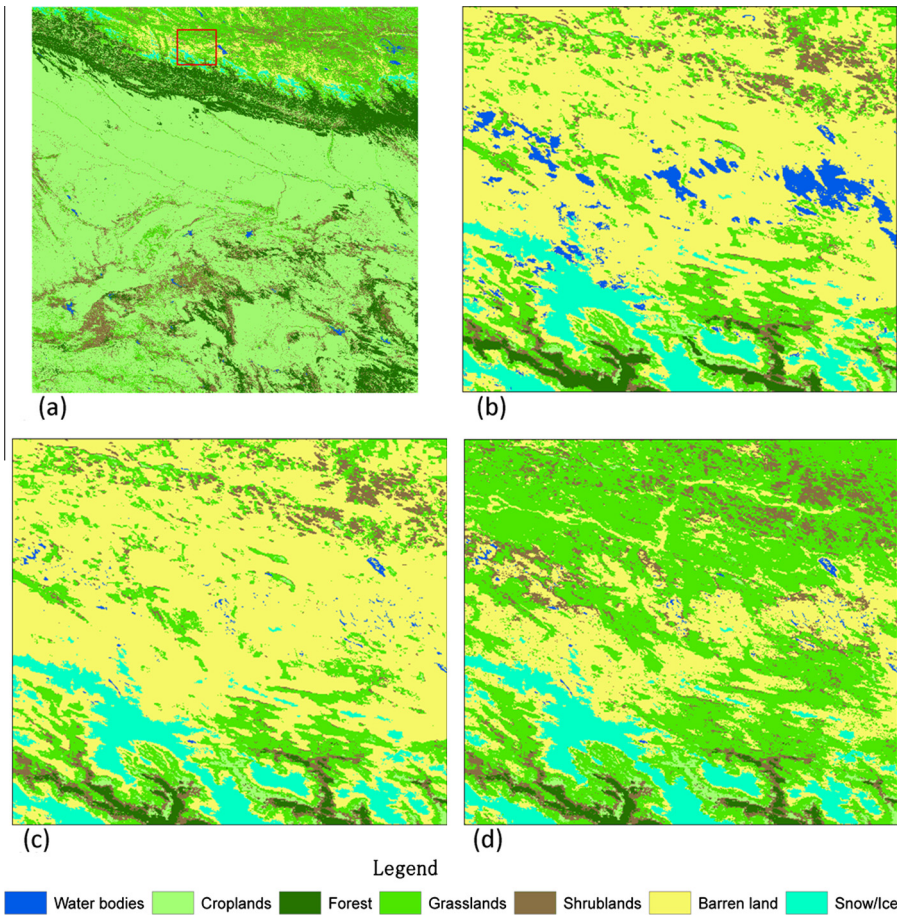 (a)
(b)
(c)
(d)
Legend
Water bodies Croplands Forest Grasslands Shrublands Barren land Snow/Ice